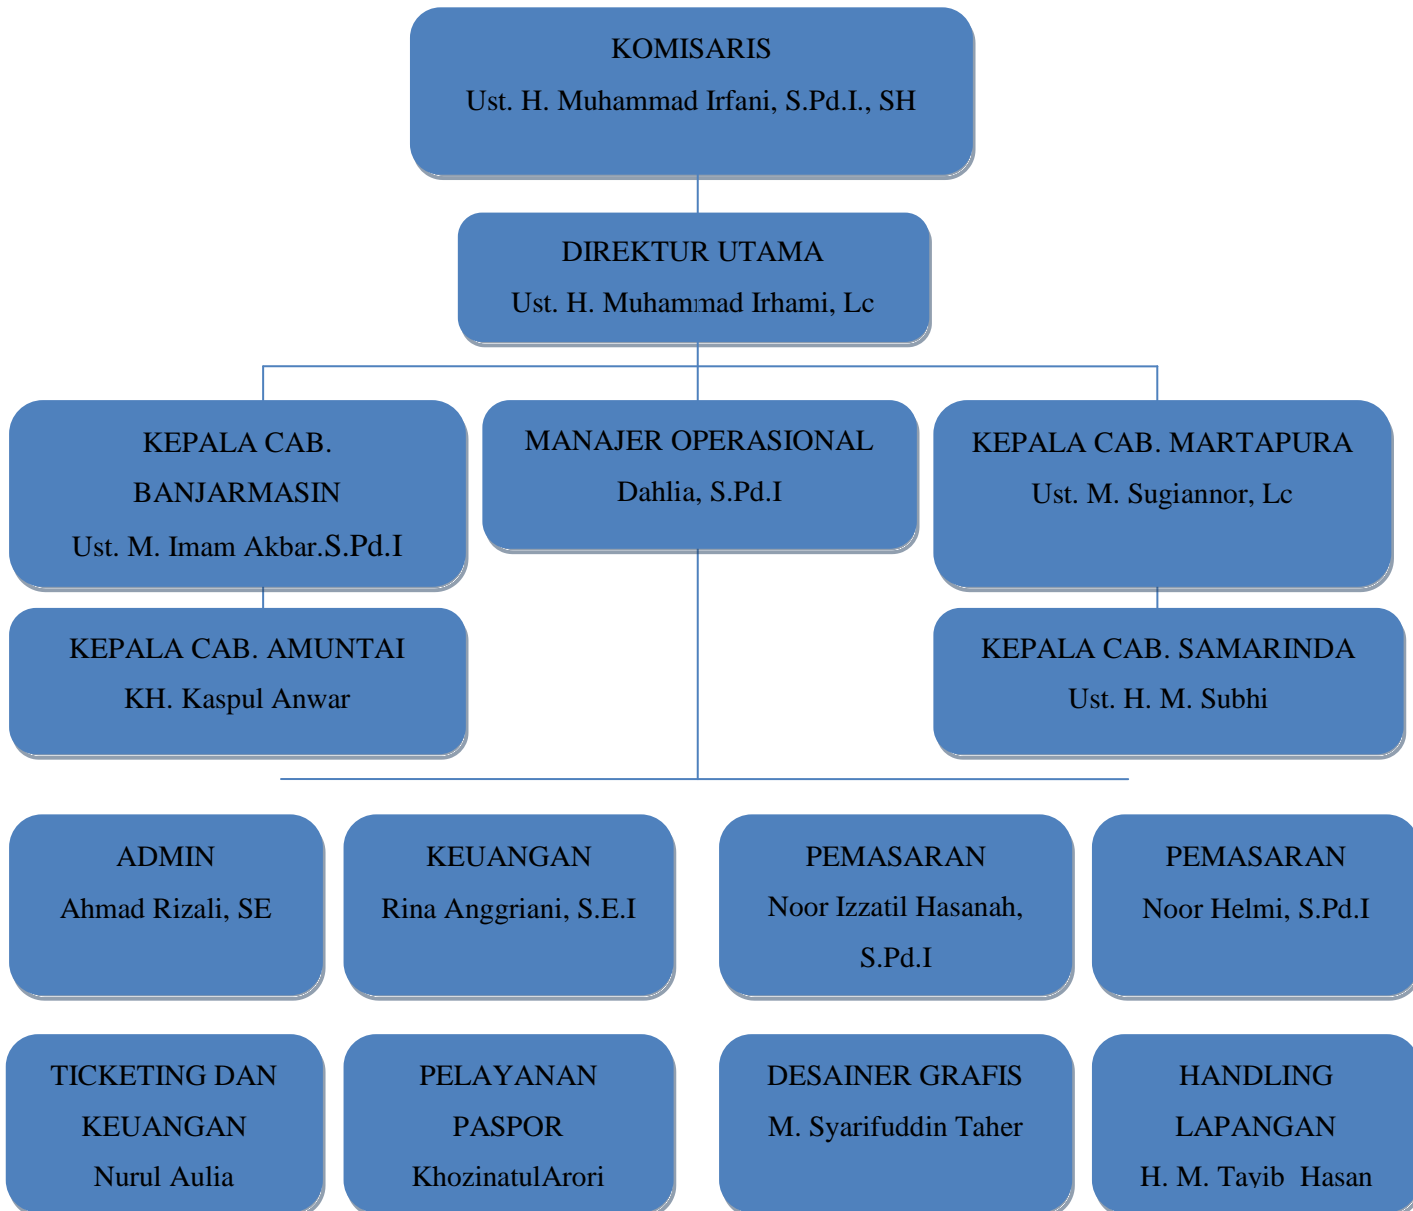 KOMISARIS
Ust. H. Muhammad Irfani, S.Pd.I., SH
DIREKTUR UTAMA
Ust. H. Muhammad Irhami, Lc
KEPALA CAB.
BANJARMASIN
Ust. M. Imam Akbar.S.Pd.I
MANAJER OPERASIONAL
Dahlia, S.Pd.I
KEPALA CAB. MARTAPURA
Ust. M. Sugiannor, Lc
KEPALA CAB. AMUNTAI
KH. Kaspul Anwar
KEPALA CAB. SAMARINDA
Ust. H. M. Subhi
ADMIN
Ahmad Rizali, SE
KEUANGAN
Rina Anggriani, S.E.I
PEMASARAN
Noor Izzatil Hasanah,
S.Pd.I
PEMASARAN
Noor Helmi, S.Pd.I
TICKETING DAN
KEUANGAN
Nurul Aulia
PELAYANAN
PASPOR
KhozinatulArori
DESAINER GRAFIS
M. Syarifuddin Taher
HANDLING
LAPANGAN
H. M. Tayib Hasan